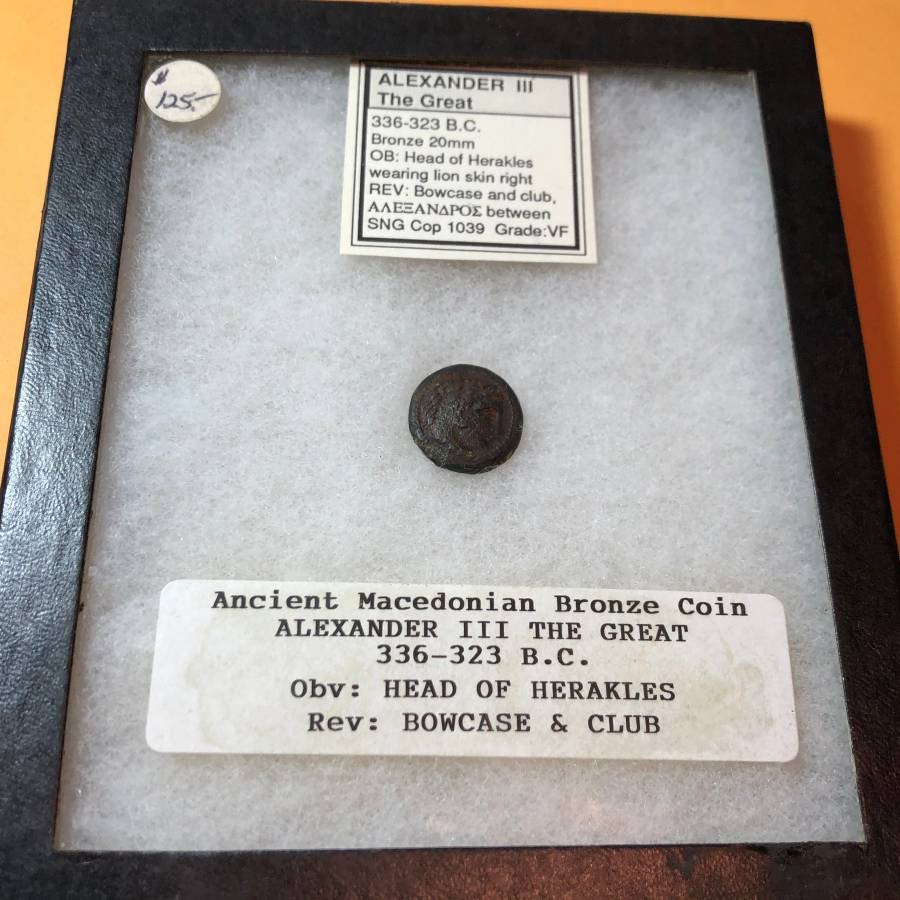 $
125.-
ALEXANDER III
The Great
336-323 B.C.
Bronze 20mm
OB: Head of Herakles
wearing lion skin right
REV: Bowcase and club,
ΑΛΕΞΑΝΔΡΟΣ between
SNG Cop 1039 Grade:VF
Ancient Macedonian Bronze Coin
ALEXANDER III THE GREAT
336-323 B.C.
Obv: HEAD OF HERAKLES
Rev: BOWCASE & CLUB